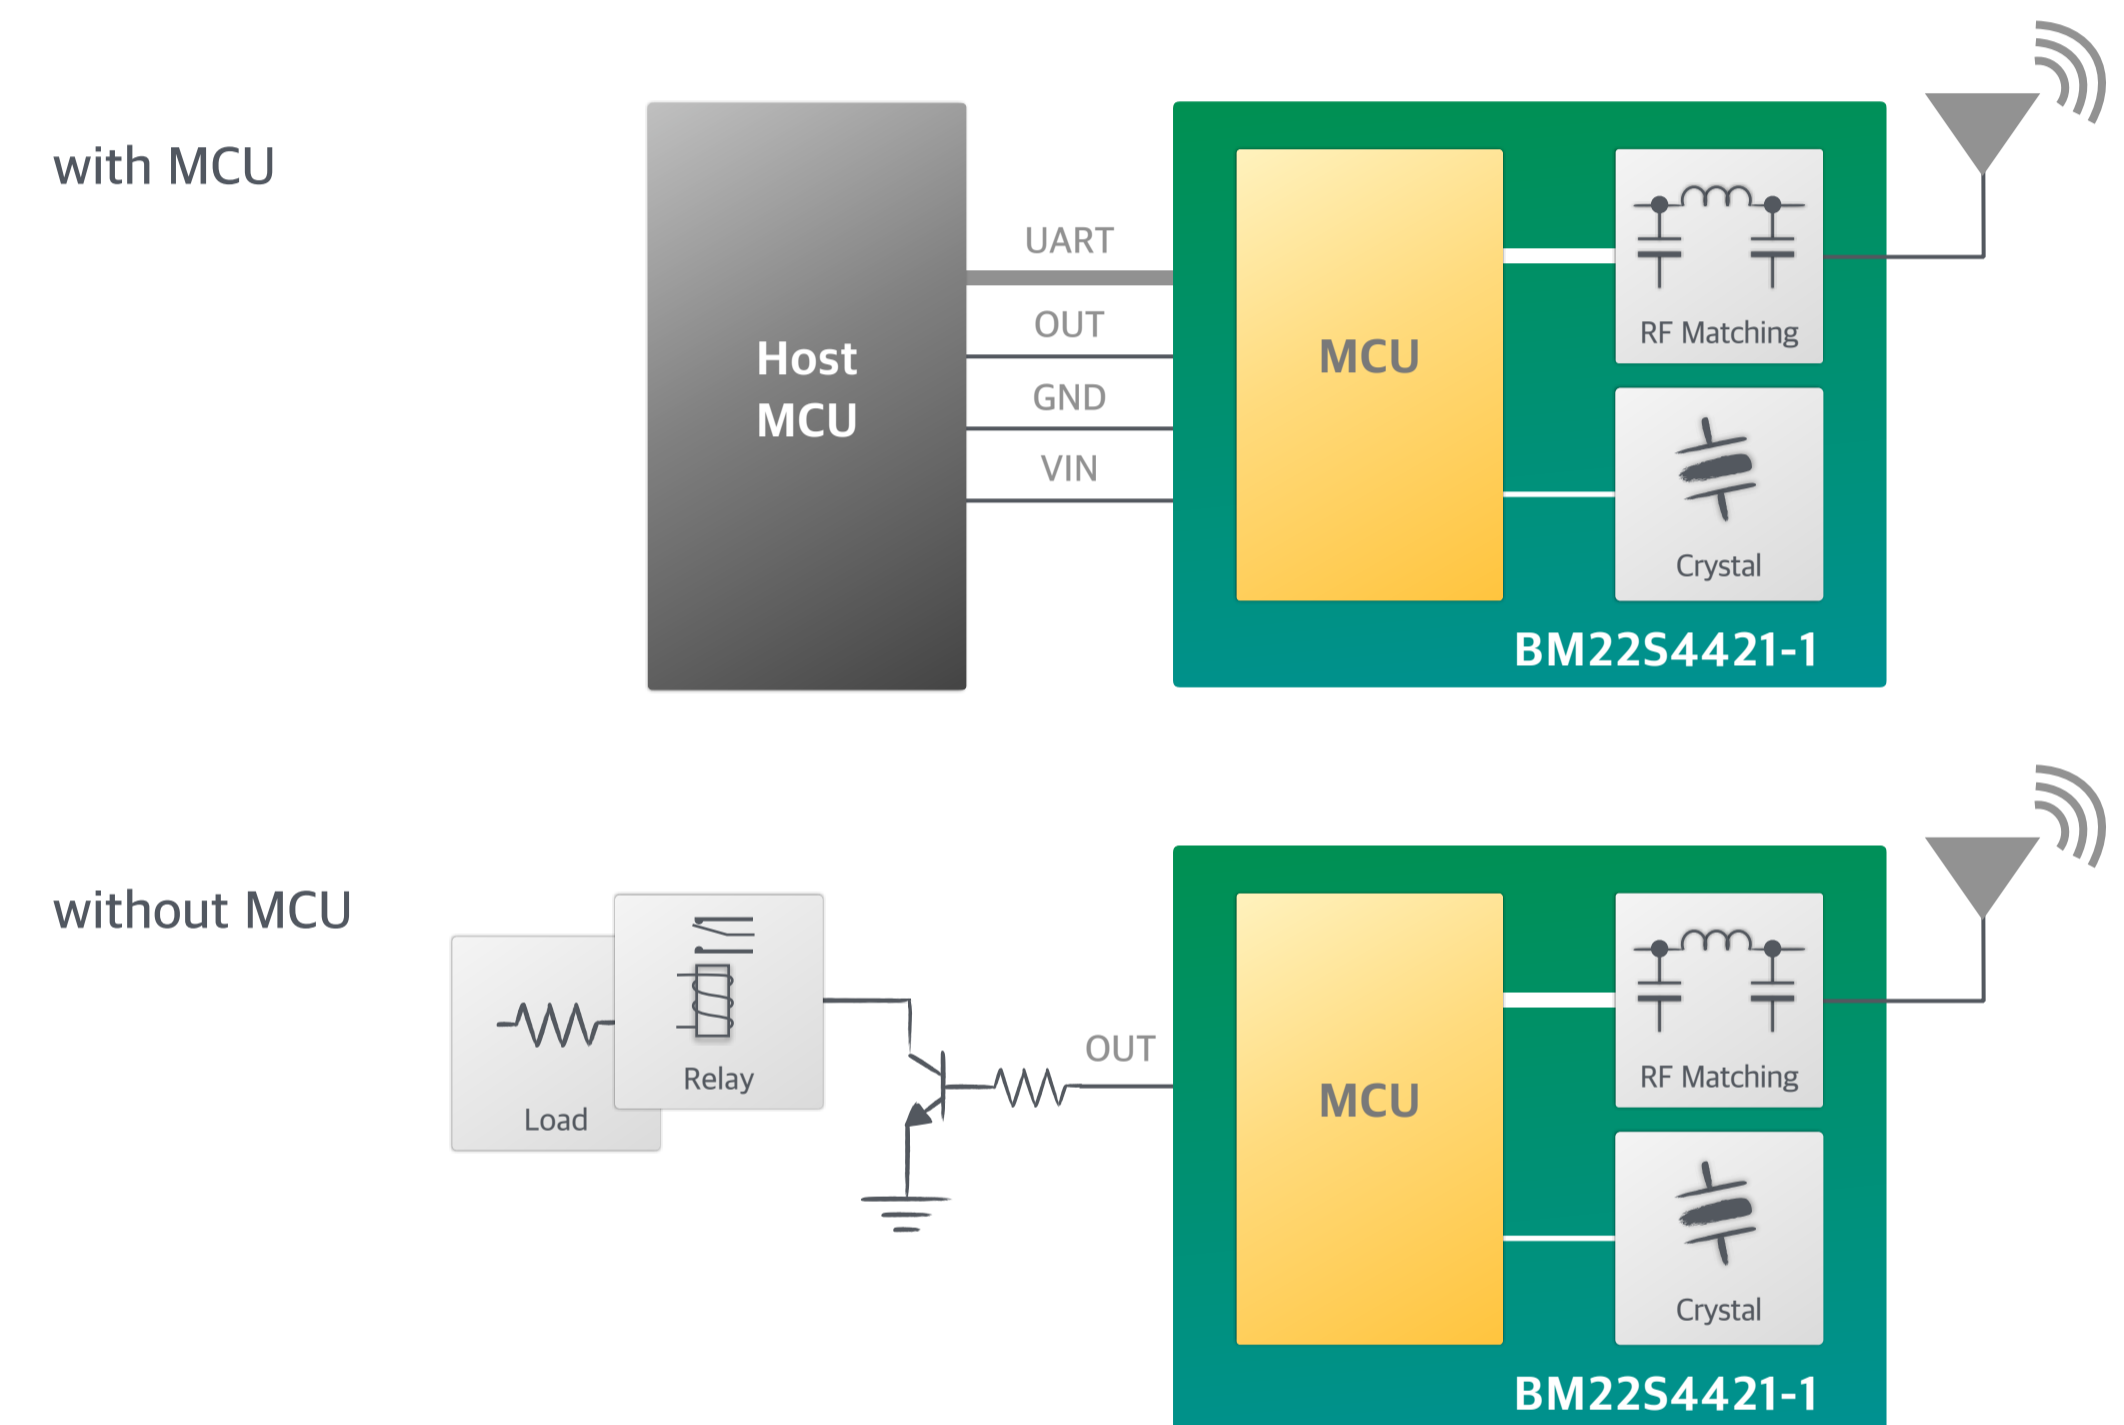 with MCU
UART
OUT
GND
VIN
Host
MCU
MCU
RF Matching
Crystal
BM22S4421-1
without MCU
Load
Relay
OUT
MCU
RF Matching
Crystal
BM22S4421-1